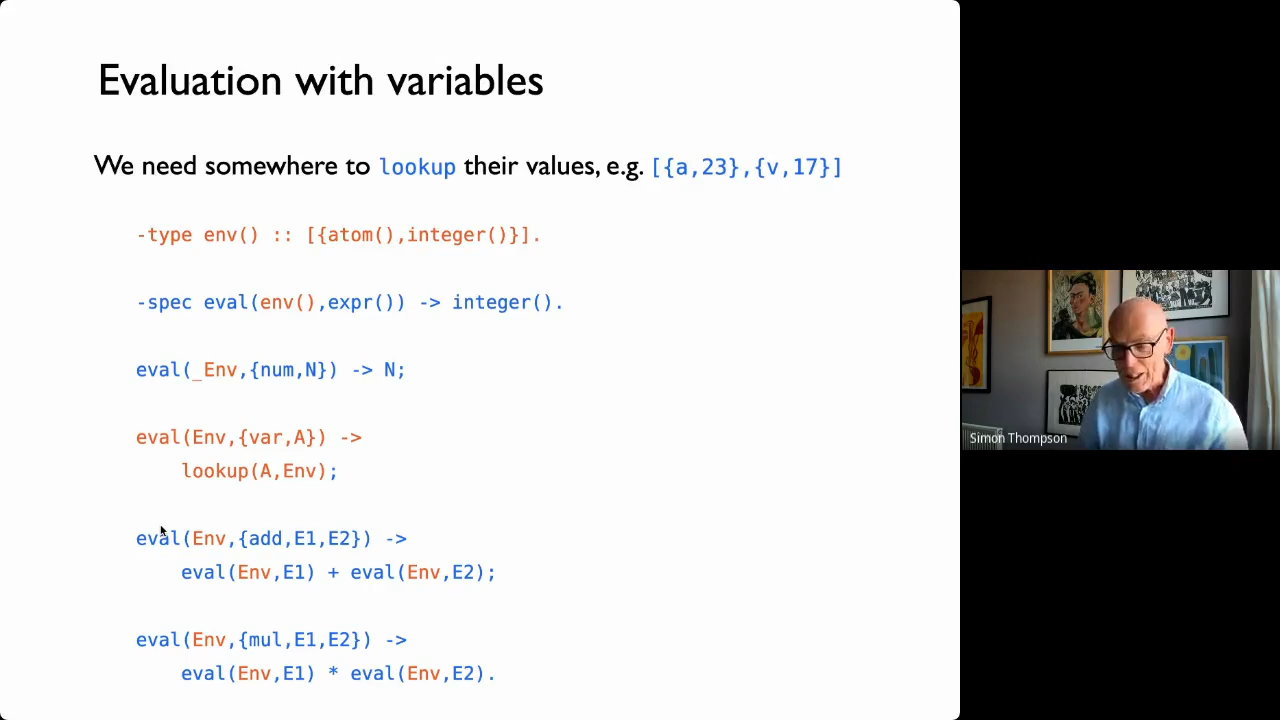 Evaluation with variables
We need somewhere to lookup their values, e.g. [{a,23},{v,17}]
-type env() :: [{atom(),integer()}].
-spec eval(env(),expr()) -> integer().
eval(_Env,{num,N}) -> N;
eval(Env,{var,A}) ->
lookup(A,Env);
eval(Env,{add,E1,E2}) ->
eval(Env,E1) + eval(Env,E2);
eval(Env,{mul,E1,E2}) ->
eval(Env,E1) * eval(Env,E2).
Simon Thompson